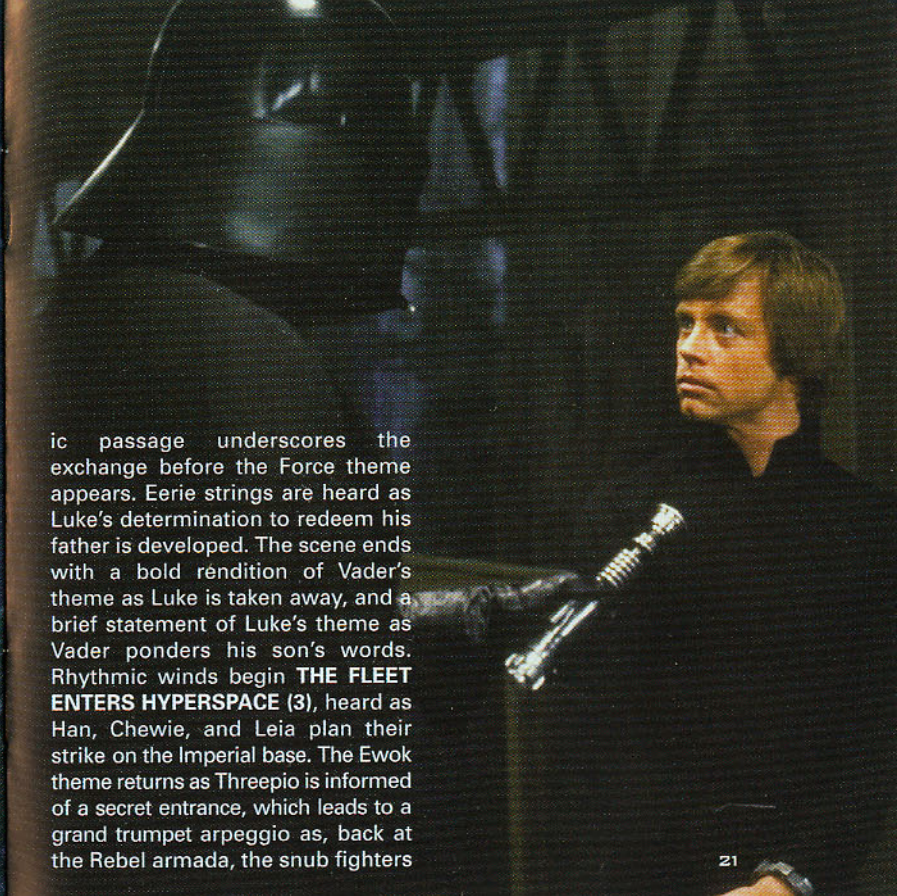 ic passage underscores the
exchange before the Force theme
appears. Eerie strings are heard as
Luke's determination to redeem his
father is developed. The scene ends
with a bold rendition of Vader's
theme as Luke is taken away, and a
brief statement of Luke's theme as
Vader ponders his son's words.
Rhythmic winds begin THE FLEET
ENTERS HYPERSPACE (3), heard as
Han, Chewie, and Leia plan their
strike on the Imperial base. The Ewok
theme returns as Threepio is informed
of a secret entrance, which leads to a
grand trumpet arpeggio as, back at
the Rebel armada, the snub fighters
21